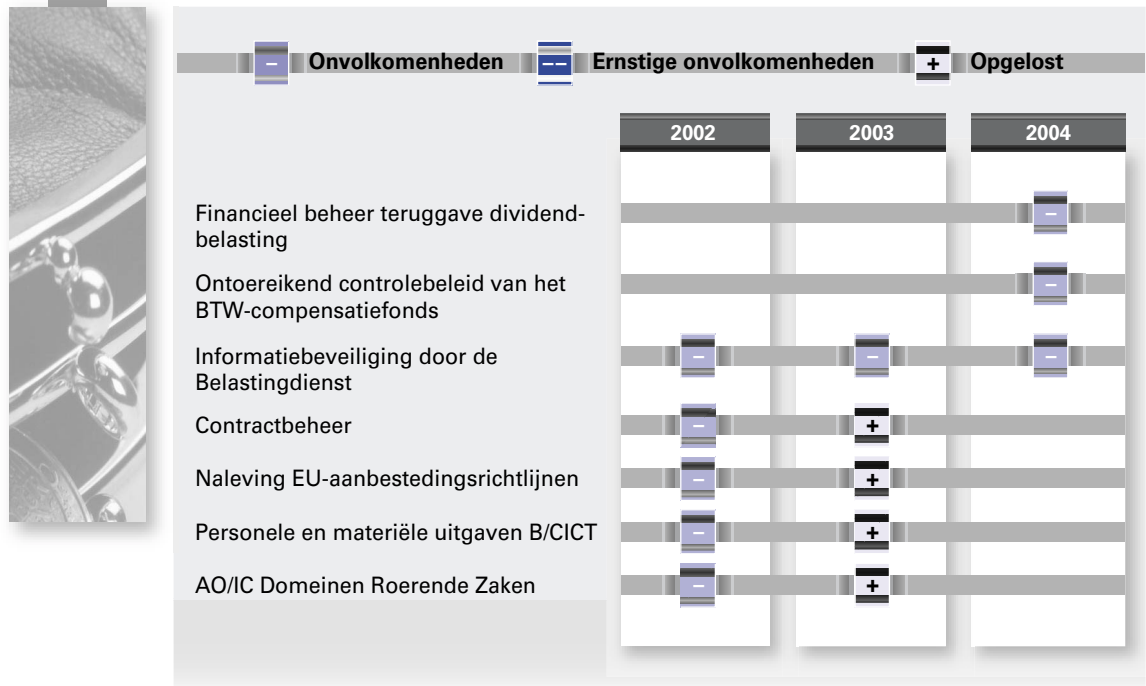 – Onvolkomenheden –– Ernstige onvolkomenheden + Opgelost
2002 2003 2004
Financieel beheer teruggave dividend-
belasting –
Ontoereikend controlebeleid van het
BTW-compensatiefonds –
Informatiebeveiliging door de
Belastingdienst – – –
Contractbeheer – +
Naleving EU-aanbestedingsrichtlijnen – +
Personele en materiële uitgaven B/CICT – +
AO/IC Domeinen Roerende Zaken – +